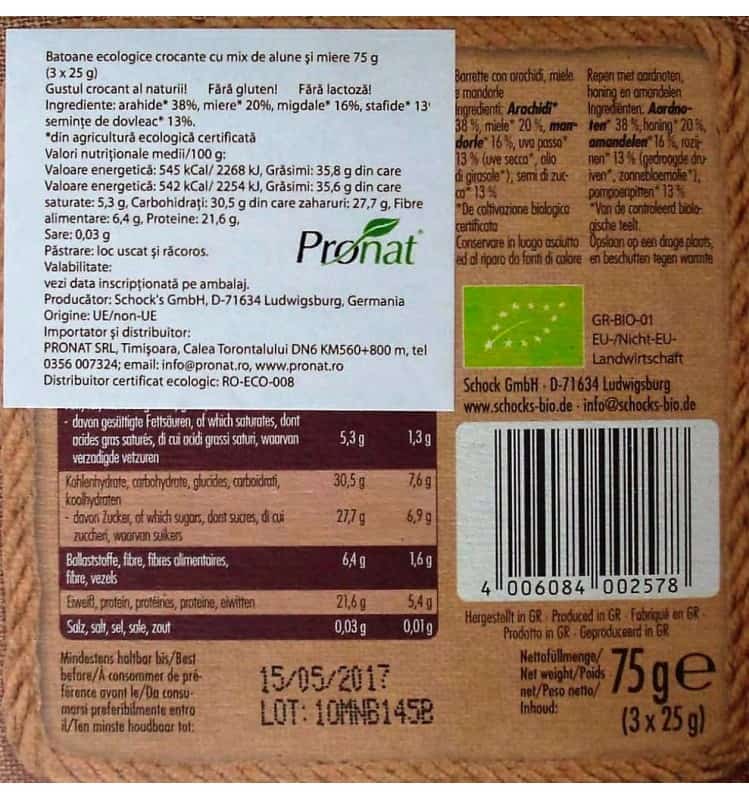 Batoane ecologice crocante cu mix de alune și miere 75 g
(3 x 25 g)
Gustul crocant al naturii! Fără gluten! Fără lactoză!
Ingrediente: arahide* 38%, miere* 20%, migdale* 16%, stafide* 13
semințe de dovleac* 13%.
*din agricultură ecologică certificată
Valori nutriționale medii/100 g:
Valoare energetică: 545 kCal/ 2268 kJ, Grăsimi: 35,8 g din care
Valoare energetică: 542 kCal/ 2254 kJ, Grăsimi: 35,6 g din care
saturate: 5,3 g, Carbohidrați: 30,5 g din care zaharuri: 27,7 g, Fibre
alimentare: 6,4 g, Proteine: 21,6 g,
Sare: 0,03 g
Păstrare: loc uscat și răcoros.
Valabilitate:
vezi data inscripționată pe ambalaj.
Producător: Schock's GmbH, D-71634 Ludwigsburg, Germania
Origine: UE/non-UE
Importator și distribuitor:
PRONAT SRL, Timișoara, Calea Torontalului DN6 KM560+800 m, tel
0356 007324; email: info@pronat.ro, www.pronat.ro
Distribuitor certificat ecologic: RO-ECO-008
Pronat
Barrette con arachidi, miele
e mandorle
Ingredienti: Arachidi*
38 %, miele* 20 %, man-
dorle* 16 %, uva passa*
13 % (uve secca*, olio
di girasole*), semi di zuc-
ca* 13 %
*Da coltivazione biologica
certificata
Conservare in luogo asciutto
ed al riparo da fonti di calore
Repen met aardnoten,
honing en amandelen
Ingrediënten: Aardno-
ten* 38 %, honing* 20 %,
amandelen* 16 %, rozij-
nen* 13 % (gedroogde dru-
iven*, zonnebloemolie*),
pompoenpitten* 13 %
*Van de controleerd biolo-
gische teelt.
Opslaan op een droge plaats,
en beschutten tegen warmte
GR-BIO-01
EU-/Nicht-EU-
Landwirtschaft
Schock GmbH · D-71634 Ludwigsburg
www.schocks-bio.de · info@schocks-bio.de
- davon gesättigte Fettsäuren, of which saturates, dont
acides gras saturés, di cui acidi grassi saturi, waarvan
verzadigde vetzuren
5,3 g 1,3 g
Kohlenhydrate, carbohydrate, glucides, carboidrati,
koolhydraten
30,5 g 7,6 g
- davon Zucker, of which sugars, dont sucres, di cui
zuccheri, waarvan suikers
27,7 g 6,9 g
Ballaststoffe, fibre, fibres alimentaires,
fibre, vezels
6,4 g 1,6 g
Eiweiß, protein, protéines, proteine, eiwitten 21,6 g 5,4 g
Salz, salt, sel, sale, zout 0,03 g 0,01 g
4 006084 002578
Hergestellt in GR · Produced in GR · Fabriqué en GR ·
Prodotto in GR · Geproduceerd in GR
Mindestens haltbar bis/Best
before/À consommer de pré-
férence avant le/Da consu-
marsi preferibilmente entro
il/Ten minste houdbaar tot:
15/05/2017
LOT: 10MNB145B
Nettofüllmenge/
Net weight/Poids
net/Peso netto/
Inhoud:
75 g e
(3 x 25 g)